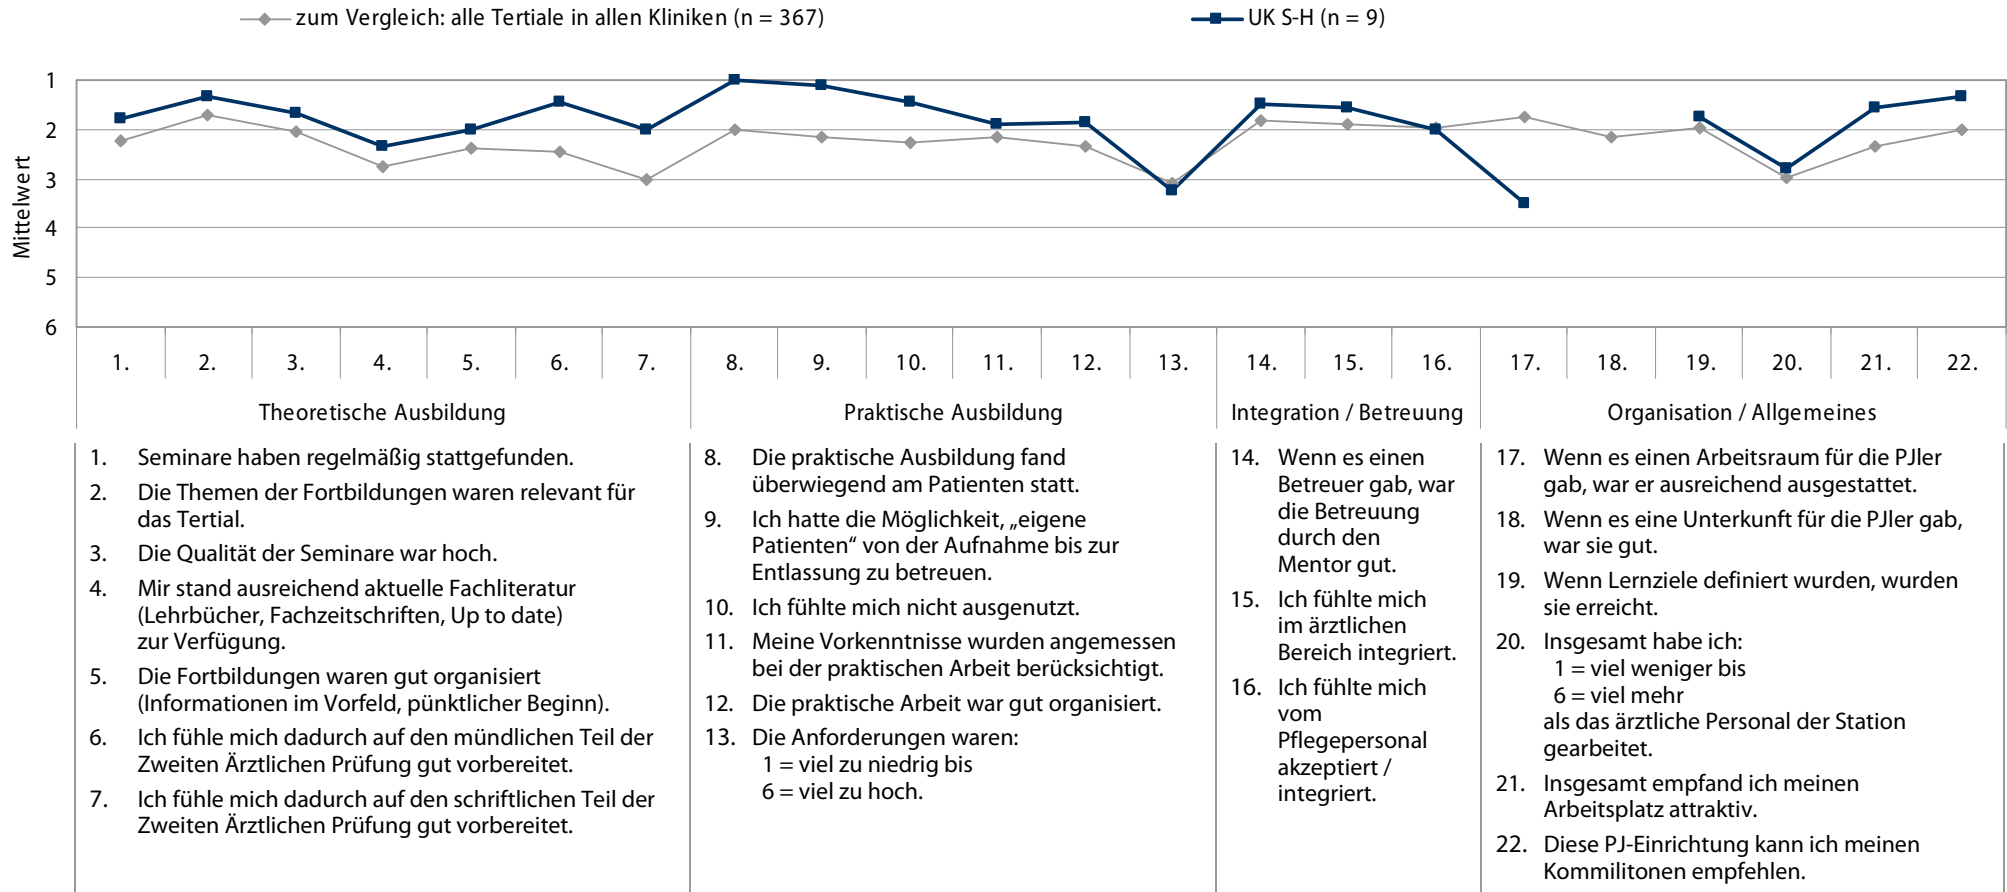 zum Vergleich: alle Tertiale in allen Kliniken (n = 367)
UK S-H (n = 9)
Mittelwert
1
2
3
4
5
6
1. 2. 3. 4. 5. 6. 7. 8. 9. 10. 11. 12. 13. 14. 15. 16. 17. 18. 19. 20. 21. 22.
Theoretische Ausbildung
Praktische Ausbildung
Integration / Betreuung
Organisation / Allgemeines
1. Seminare haben regelmäßig stattgefunden.
2. Die Themen der Fortbildungen waren relevant für
das Tertial.
3. Die Qualität der Seminare war hoch.
4. Mir stand ausreichend aktuelle Fachliteratur
(Lehrbücher, Fachzeitschriften, Up to date)
zur Verfügung.
5. Die Fortbildungen waren gut organisiert
(Informationen im Vorfeld, pünktlicher Beginn).
6. Ich fühle mich dadurch auf den mündlichen Teil der
Zweiten Ärztlichen Prüfung gut vorbereitet.
7. Ich fühle mich dadurch auf den schriftlichen Teil der
Zweiten Ärztlichen Prüfung gut vorbereitet.
8. Die praktische Ausbildung fand
überwiegend am Patienten statt.
9. Ich hatte die Möglichkeit, „eigene
Patienten“ von der Aufnahme bis zur
Entlassung zu betreuen.
10. Ich fühlte mich nicht ausgenutzt.
11. Meine Vorkenntnisse wurden angemessen
bei der praktischen Arbeit berücksichtigt.
12. Die praktische Arbeit war gut organisiert.
13. Die Anforderungen waren:
1 = viel zu niedrig bis
6 = viel zu hoch.
14. Wenn es einen
Betreuer gab, war
die Betreuung
durch den
Mentor gut.
15. Ich fühlte mich
im ärztlichen
Bereich integriert.
16. Ich fühlte mich
vom
Pflegepersonal
akzeptiert /
integriert.
17. Wenn es einen Arbeitsraum für die PJler
gab, war er ausreichend ausgestattet.
18. Wenn es eine Unterkunft für die PJler gab,
war sie gut.
19. Wenn Lernziele definiert wurden, wurden
sie erreicht.
20. Insgesamt habe ich:
1 = viel weniger bis
6 = viel mehr
als das ärztliche Personal der Station
gearbeitet.
21. Insgesamt empfand ich meinen
Arbeitsplatz attraktiv.
22. Diese PJ-Einrichtung kann ich meinen
Kommilitonen empfehlen.